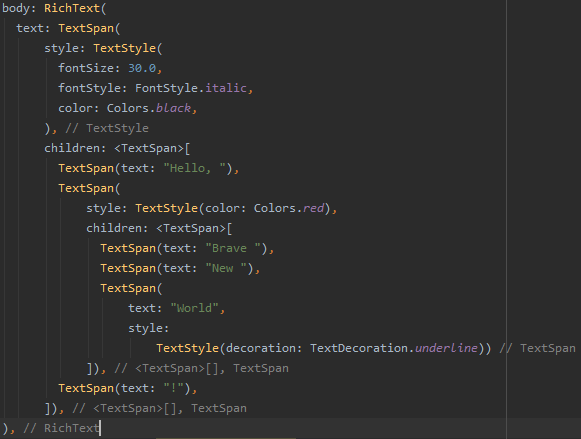 body: RichText(
text: TextSpan(
style: TextStyle(
fontSize: 30.0,
fontStyle: FontStyle.italic,
color: Colors.black,
), // TextStyle
children: <TextSpan>[
TextSpan(text: "Hello, "),
TextSpan(
style: TextStyle(color: Colors.red),
children: <TextSpan>[
TextSpan(text: "Brave "),
TextSpan(text: "New "),
TextSpan(
text: "World",
style:
TextStyle(decoration: TextDecoration.underline)) // TextSpan
]), // <TextSpan>[], TextSpan
TextSpan(text: "!"),
]), // <TextSpan>[], TextSpan
), // RichText